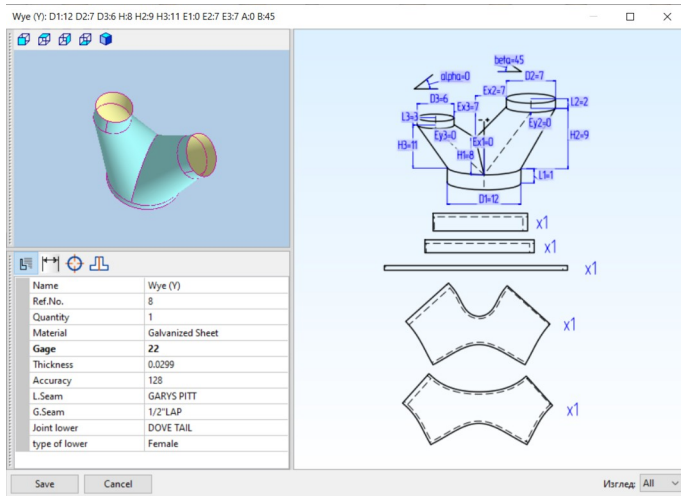 Wye (Y): D1:12 D2:7 D3:6 H:8 H2:9 H3:11 E1:0 E2:7 E3:7 A:0 B:45
beta=45
alpha=0
D2=7
D3=6
Ex2=7
Ex3=7
L2=2
L3=3
Ey2=0
Ey3=0
Ex1=0
H2=9
H3=11
H1=8
L1=1
D1=12
x1
x1
x1
x1
x1
Name Wye (Y)
Ref.No. 8
Quantity 1
Material Galvanized Sheet
Gage 22
Thickness 0.0299
Accuracy 128
L.Seam GARYS PITT
G.Seam 1/2"LAP
Joint lower DOVE TAIL
type of lower Female
Save Cancel Изглед: All